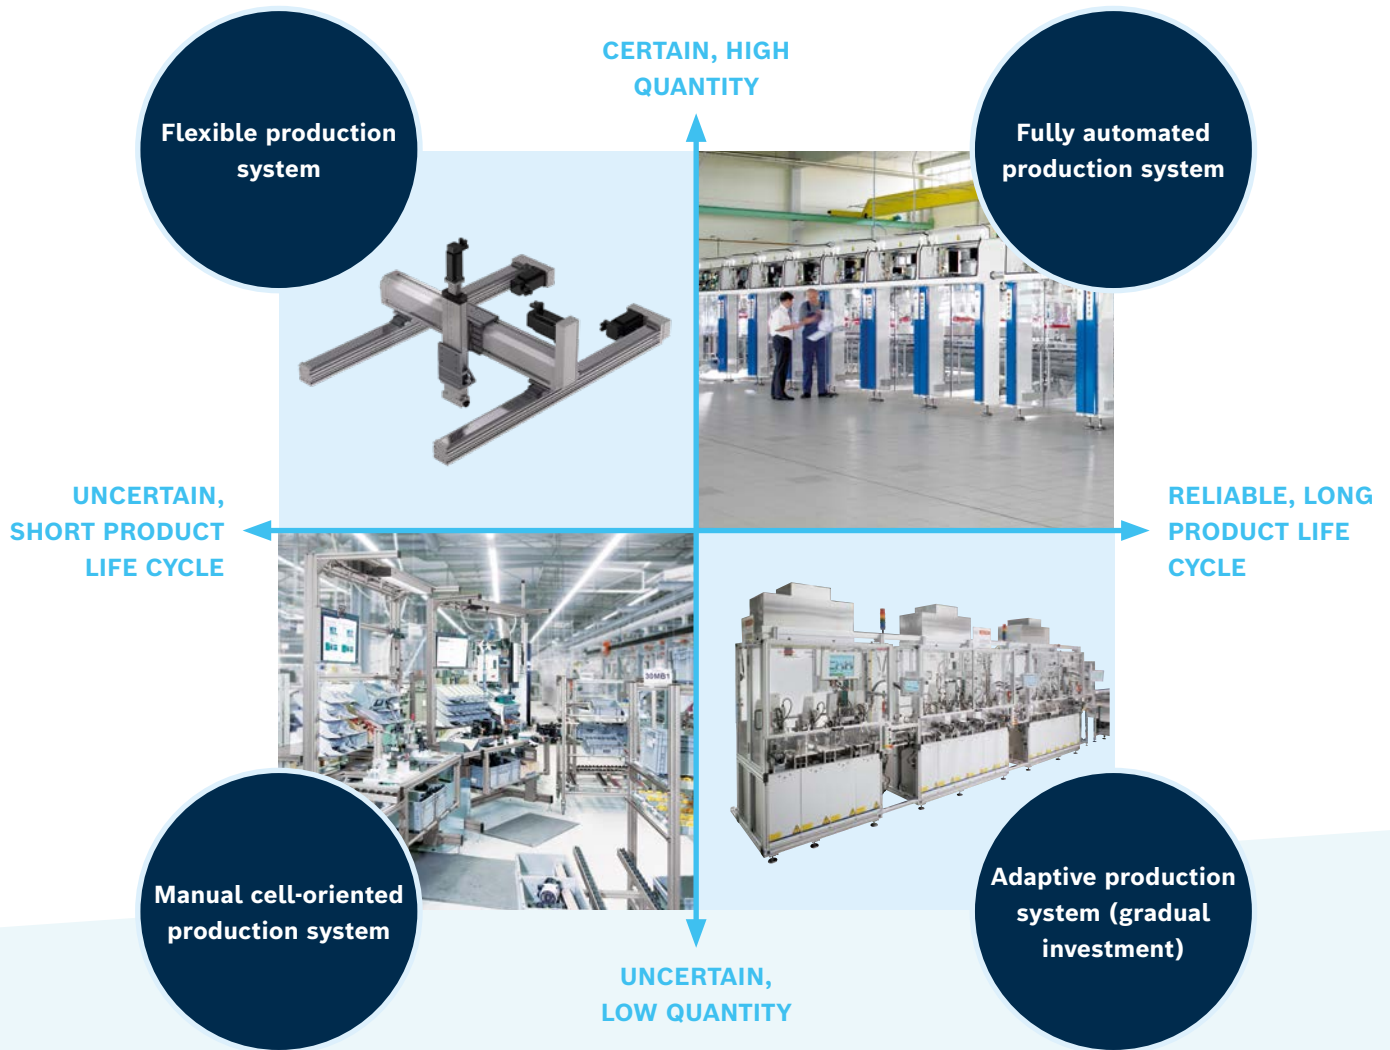 CERTAIN, HIGH
QUANTITY
Flexible production
system
Fully automated
production system
UNCERTAIN,
SHORT PRODUCT
LIFE CYCLE
RELIABLE, LONG
PRODUCT LIFE
CYCLE
30MB1
Manual cell-oriented
production system
Adaptive production
system (gradual
investment)
UNCERTAIN,
LOW QUANTITY